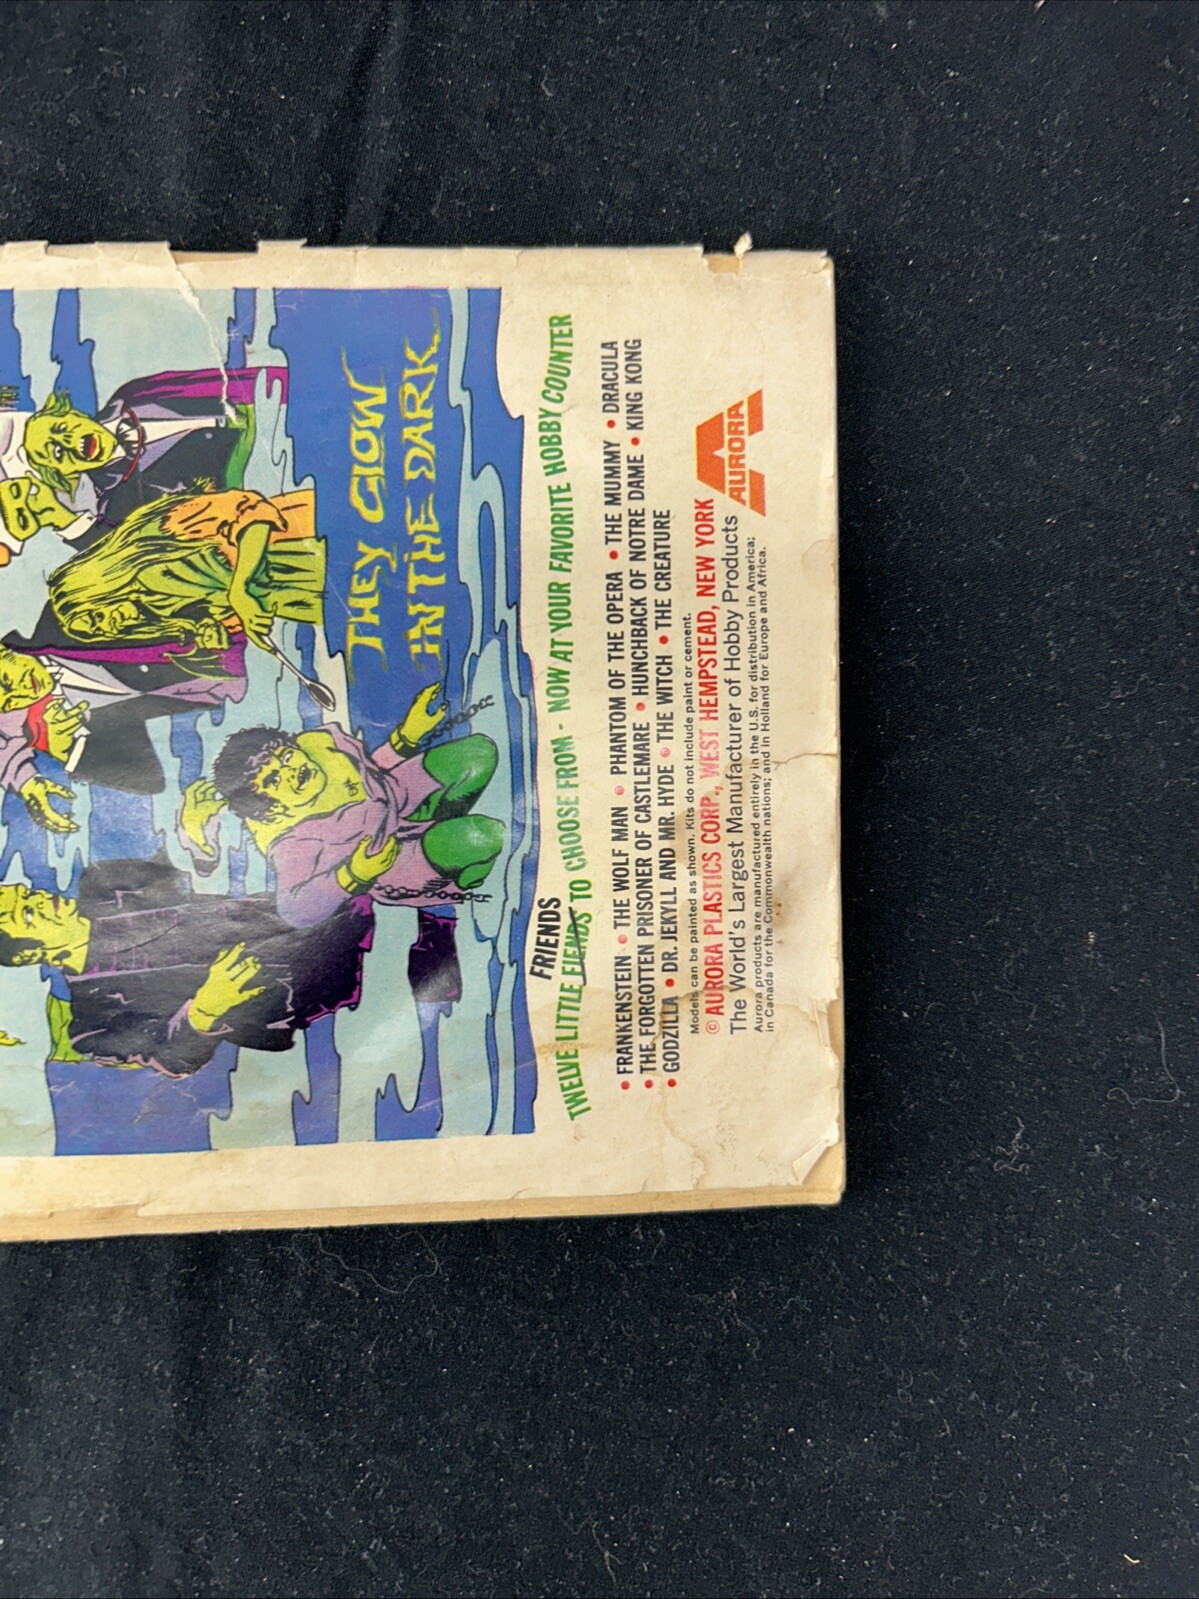 THEY GLOW
IN THE DARK
FRIENDS
TWELVE LITTLE FIENDS TO CHOOSE FROM - NOW AT YOUR FAVORITE HOBBY COUNTER
• FRANKENSTEIN • THE WOLF MAN • PHANTOM OF THE OPERA • THE MUMMY • DRACULA
• THE FORGOTTEN PRISONER OF CASTLEMARE • HUNCHBACK OF NOTRE DAME • KING KONG
• GODZILLA • DR. JEKYLL AND MR. HYDE • THE WITCH • THE CREATURE
Models can be painted as shown. Kits do not include paint or cement.
© AURORA PLASTICS CORP., WEST HEMPSTEAD, NEW YORK
The World's Largest Manufacturer of Hobby Products
Aurora products are manufactured entirely in the U.S. for distribution in America;
in Canada for the Commonwealth nations; and in Holland for Europe and Africa.
AURORA